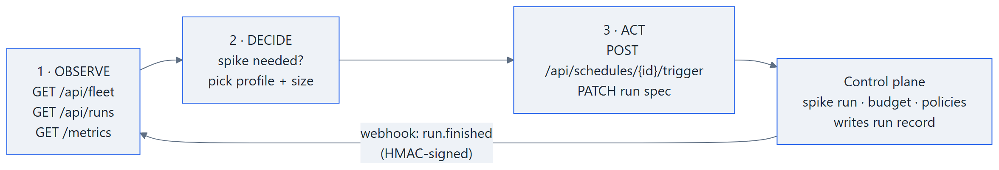 1 · OBSERVE
GET /api/fleet
GET /api/runs
GET /metrics
2 · DECIDE
spike needed?
pick profile + size
3 · ACT
POST
/api/schedules/{id}/trigger
PATCH run spec
Control plane
spike run · budget · policies
writes run record
webhook: run.finished
(HMAC-signed)